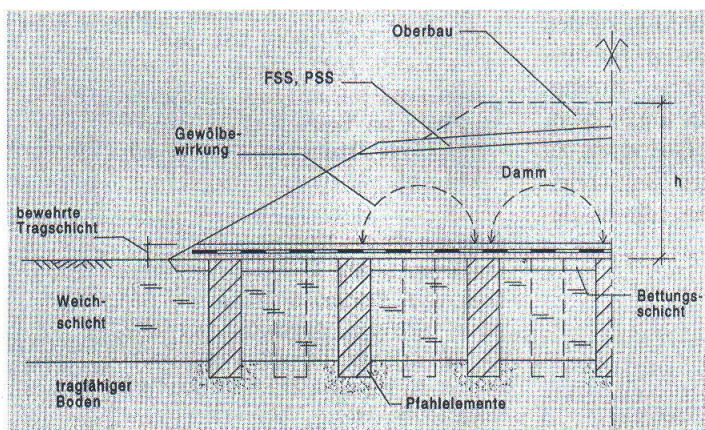 Oberbau
FSS, PSS
Gewölbe-
wirkung
Damm
h
bewehrte
Tragschicht
Weich-
schicht
Bettungs-
schicht
tragfähiger
Boden
Pfahlelemente